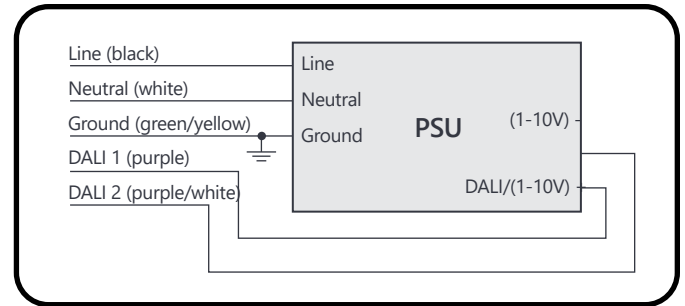 Line (black)
Neutral (white)
Ground (green/yellow)
DALI 1 (purple)
DALI 2 (purple/white)
Line
Neutral
Ground
PSU
(1-10V) -
DALI/(1-10V) +